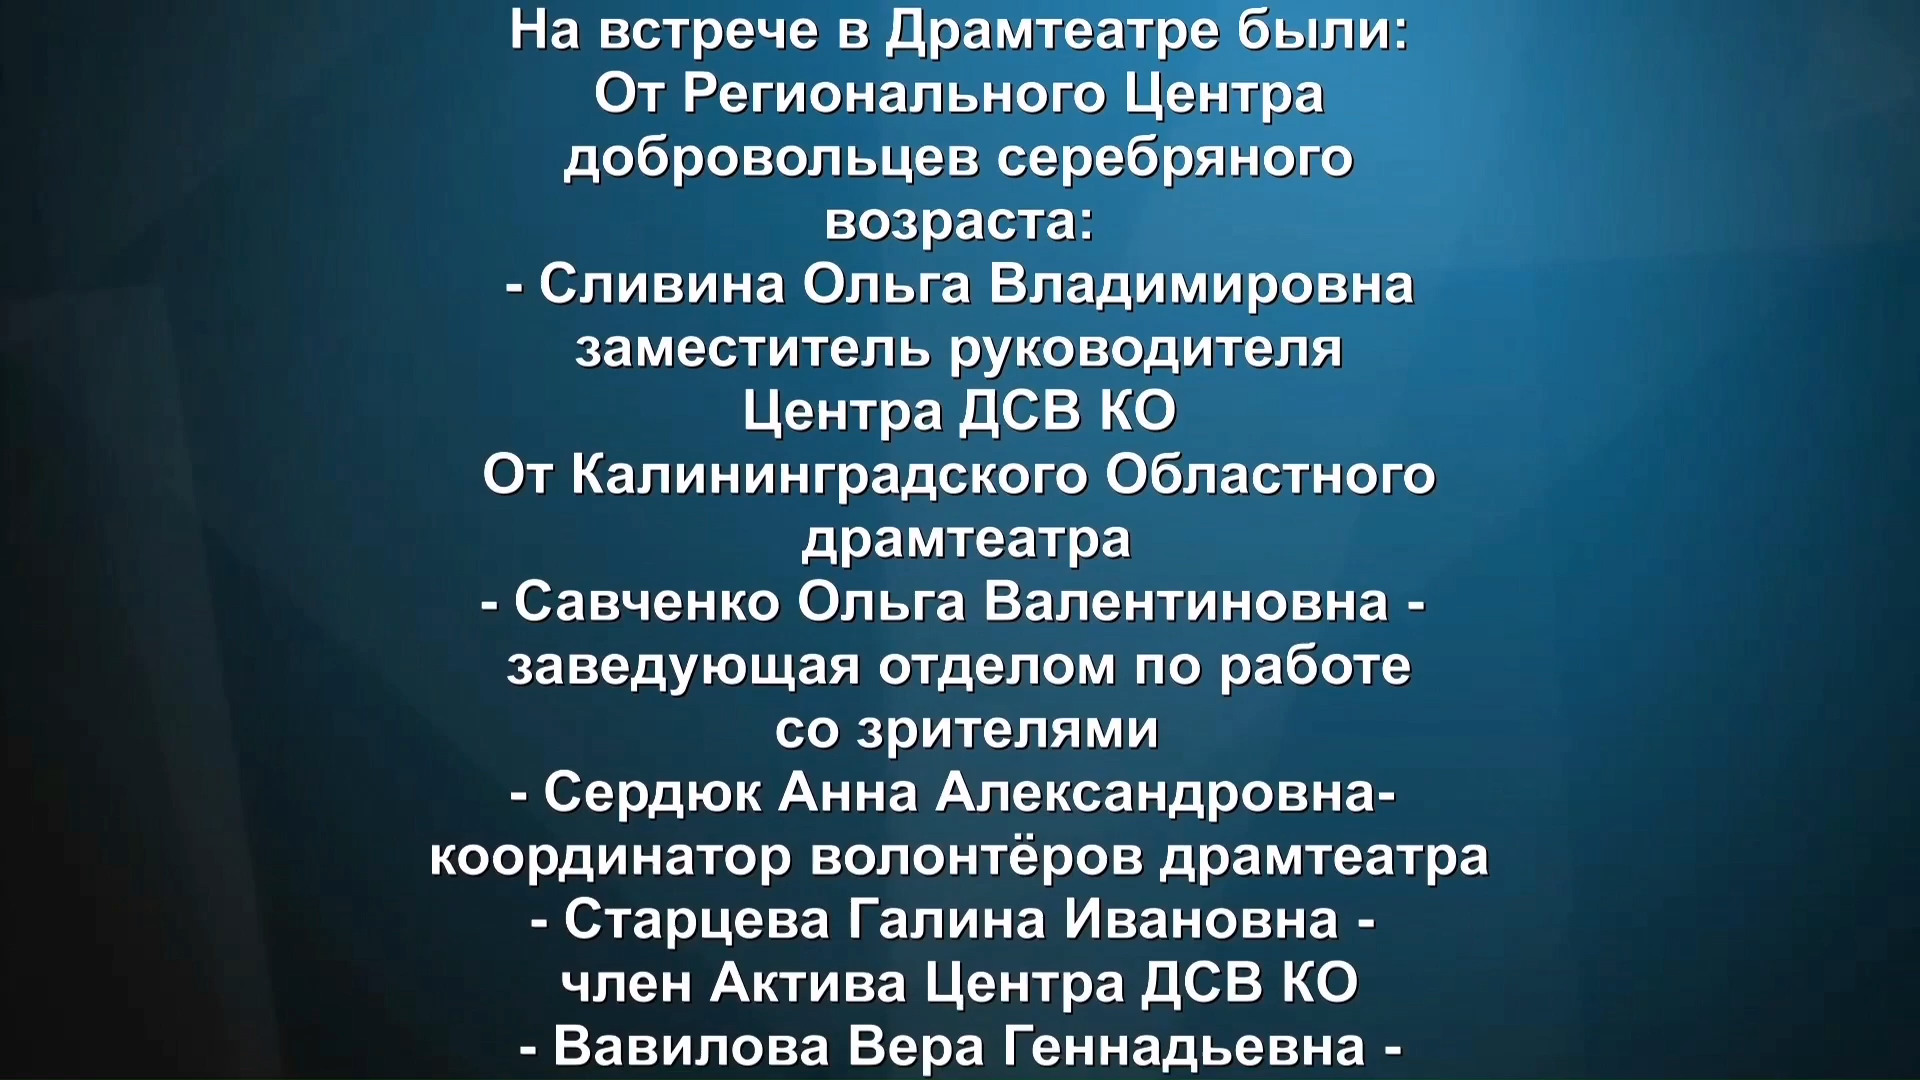 На встрече в Драмтеатре были:
От Регионального Центра
добровольцев серебряного
возраста:
- Сливина Ольга Владимировна
заместитель руководителя
Центра ДСВ КО
От Калининградского Областного
драмтеатра
- Савченко Ольга Валентиновна -
заведующая отделом по работе
со зрителями
- Сердюк Анна Александровна-
координатор волонтёров драмтеатра
- Старцева Галина Ивановна -
член Актива Центра ДСВ КО
- Вавилова Вера Геннадьевна -